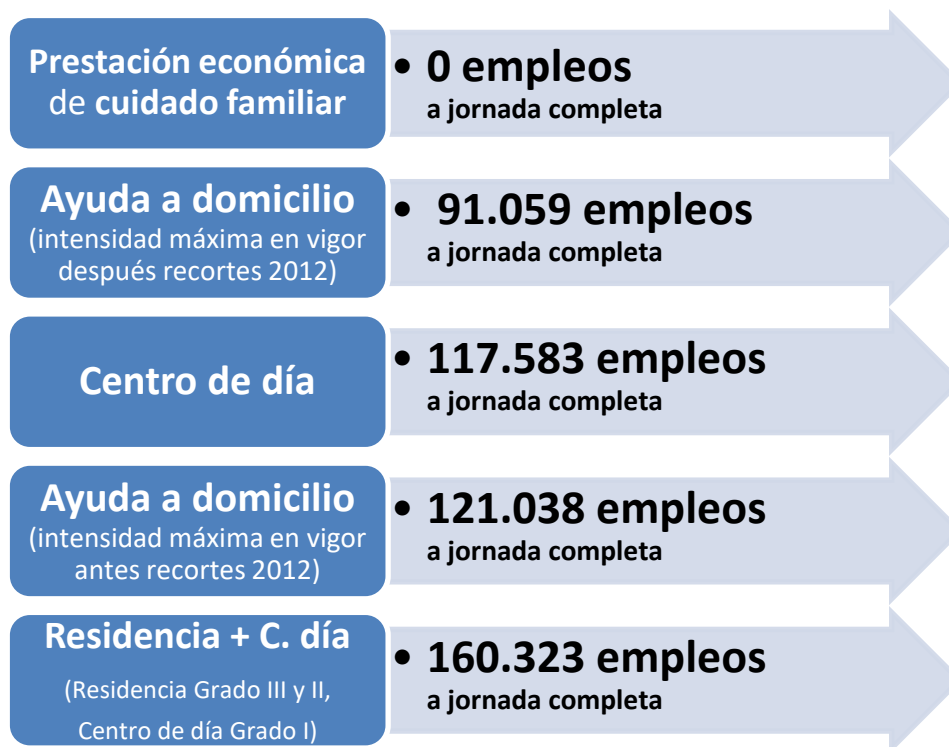 Prestación económica
de cuidado familiar
• 0 empleos
a jornada completa
Ayuda a domicilio
(intensidad máxima en vigor
después recortes 2012)
• 91.059 empleos
a jornada completa
Centro de día
• 117.583 empleos
a jornada completa
Ayuda a domicilio
(intensidad máxima en vigor
antes recortes 2012)
• 121.038 empleos
a jornada completa
Residencia + C. día
(Residencia Grado III y II,
Centro de día Grado I)
• 160.323 empleos
a jornada completa